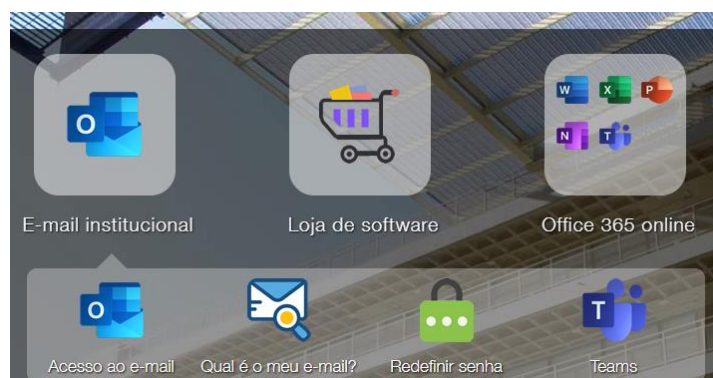 O
W
X
P
N
T
E-mail institucional
Loja de software
Office 365 online
O
T
Acesso ao e-mail
Qual é o meu e-mail?
Redefinir senha
Teams